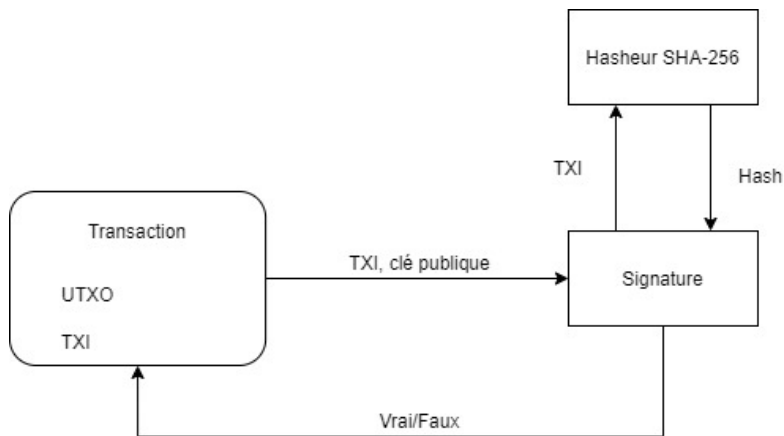 Hasheur SHA-256
TXI
Hash
Transaction
TXI, clé publique
UTXO
Signature
TXI
Vrai/Faux